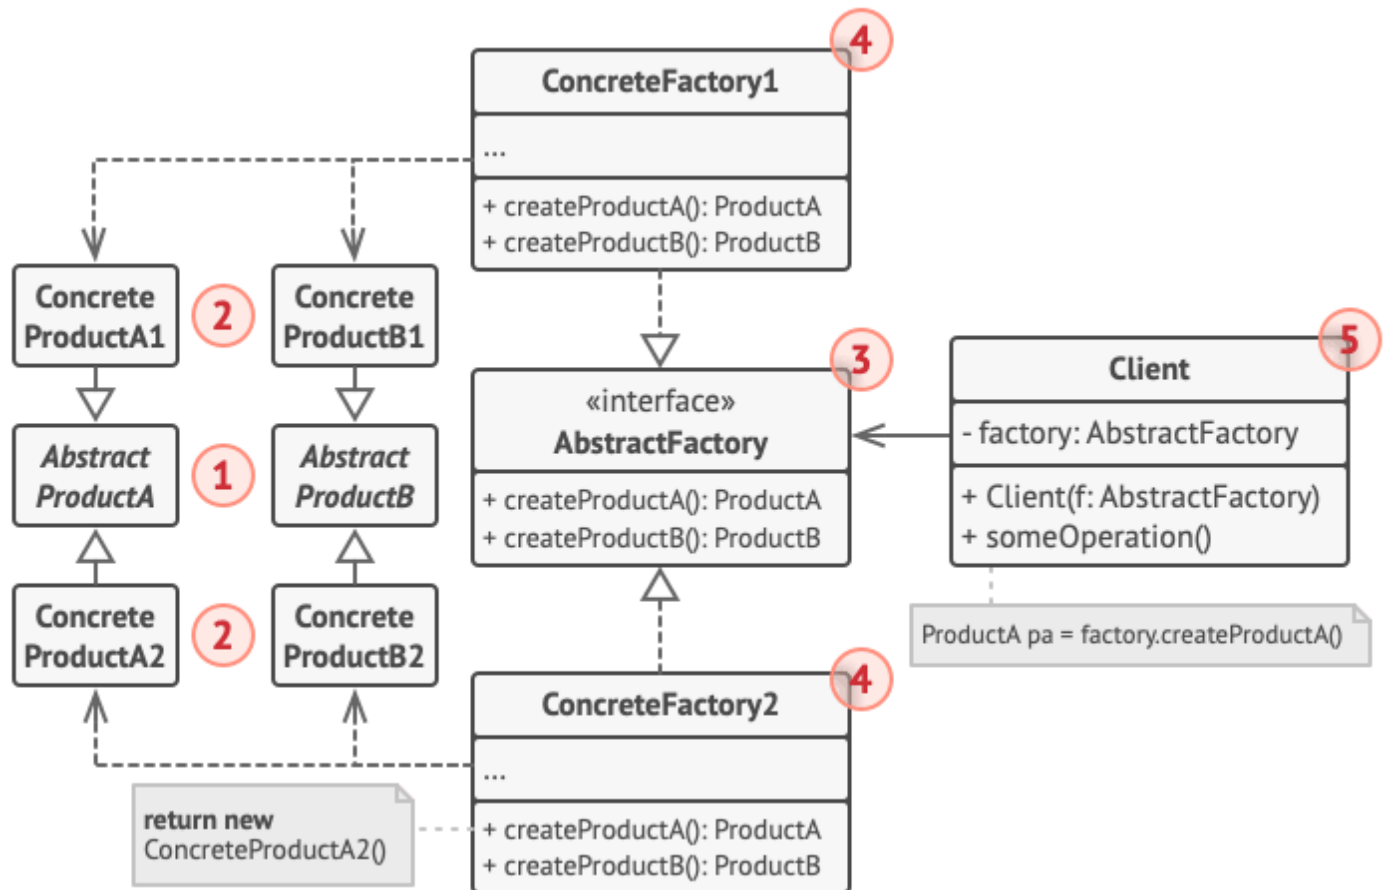 4
ConcreteFactory1
...
+ createProductA(): ProductA
+ createProductB(): ProductB
Concrete
ProductA1
2
Concrete
ProductB1
3
5
«interface»
AbstractFactory
+ createProductA(): ProductA
+ createProductB(): ProductB
Client
- factory: AbstractFactory
+ Client(f: AbstractFactory)
+ someOperation()
Abstract
ProductA
1
Abstract
ProductB
Concrete
ProductA2
2
Concrete
ProductB2
ProductA pa = factory.createProductA()
4
ConcreteFactory2
...
+ createProductA(): ProductA
+ createProductB(): ProductB
return new
ConcreteProductA2()